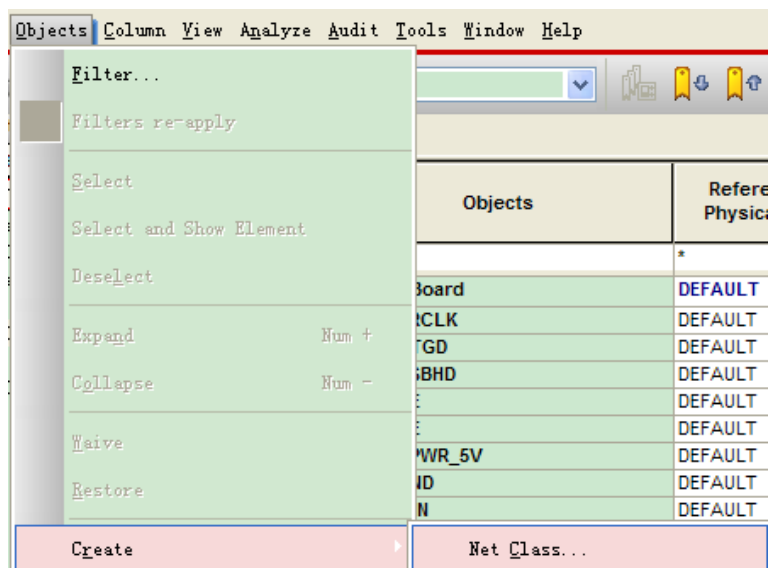 Objects Column View Analyze Audit Tools Window Help
Filter...
Filters re-apply
Select
Select and Show Element
Deselect
Expand Num +
Collapse Num -
Waive
Restore
Create
Net Class...
Objects
Refere
Physica
*
Board DEFAULT
RCLK DEFAULT
TGD DEFAULT
SBHD DEFAULT
E DEFAULT
E DEFAULT
PWR_5V DEFAULT
ND DEFAULT
N DEFAULT